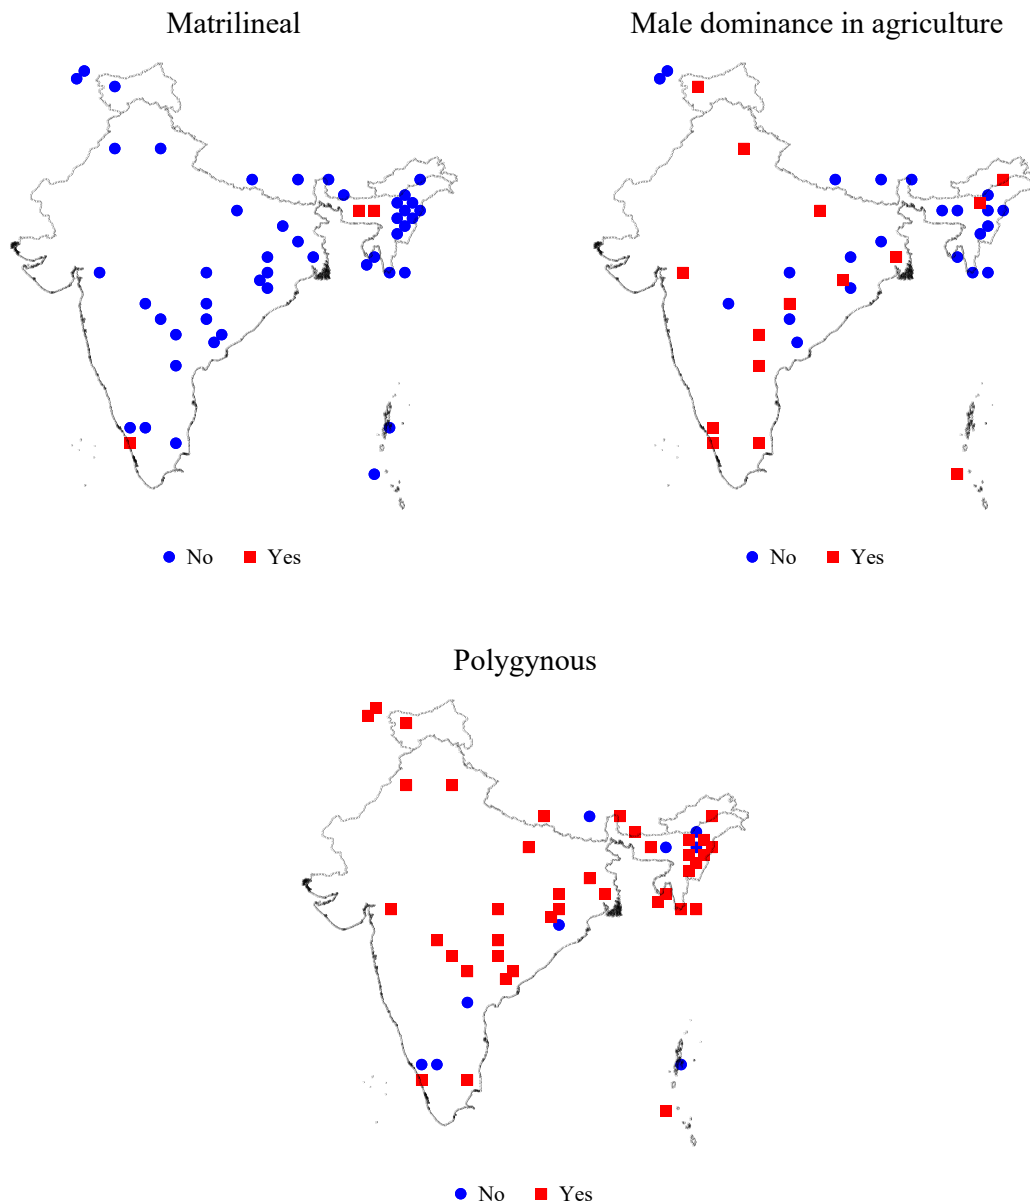 Matrilineal
Male dominance in agriculture
No Yes
No Yes
Polygynous
No Yes